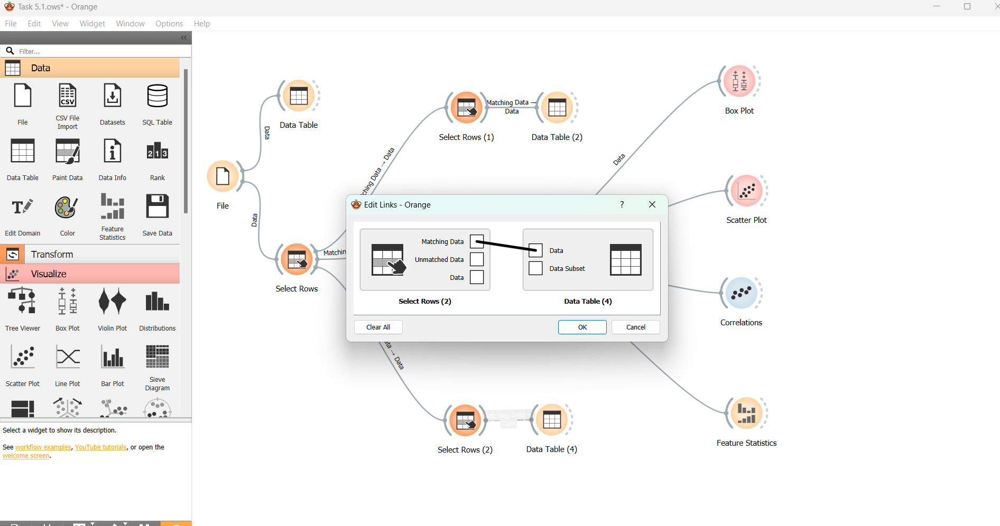 Task 5.1.ows* - Orange
File Edit View Widget Window Options Help
Filter...
Data
File
CSV File Import
Datasets
SQL Table
Data Table
Paint Data
Data Info
Rank
Edit Domain
Color
Feature Statistics
Save Data
Transform
Visualize
Tree Viewer
Box Plot
Violin Plot
Distributions
Scatter Plot
Line Plot
Bar Plot
Sieve Diagram
Select a widget to show its description.
See workflow examples, YouTube tutorials, or open the
welcome screen.
File
Data
Data Table
Data
Select Rows
Matchin
ching Data → Data
Select Rows (1)
Matching Data →
Data
Data Table (2)
Data
Box Plot
Scatter Plot
Correlations
Feature Statistics
Edit Links - Orange
?
Matching Data
Unmatched Data
Data
Select Rows (2)
Data
Data Subset
Data Table (4)
Clear All
OK
Cancel
ta → Data
Select Rows (2)
atching Data
Data
Data Table (4)